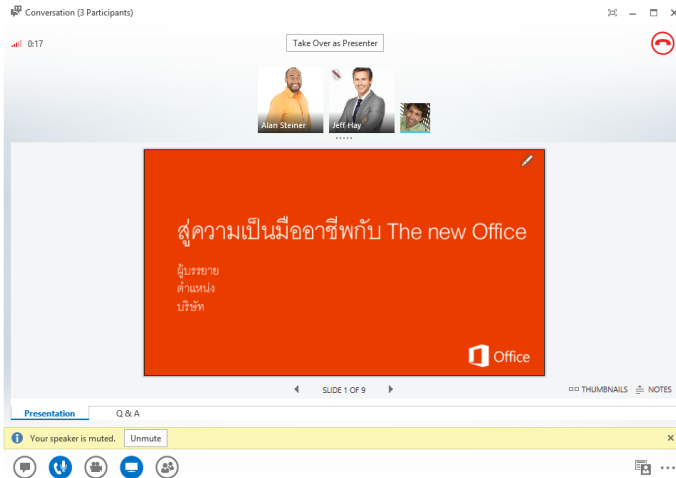 Conversation (3 Participants)
0:17
Take Over as Presenter
Alan Steiner
Jeff Hay
สู่ความเป็นมืออาชีพกับ The new Office
ผู้บรรยาย
ตำแหน่ง
บริษัท
Office
SLIDE 1 OF 9
THUMBNAILS
NOTES
Presentation
Q & A
Your speaker is muted.
Unmute